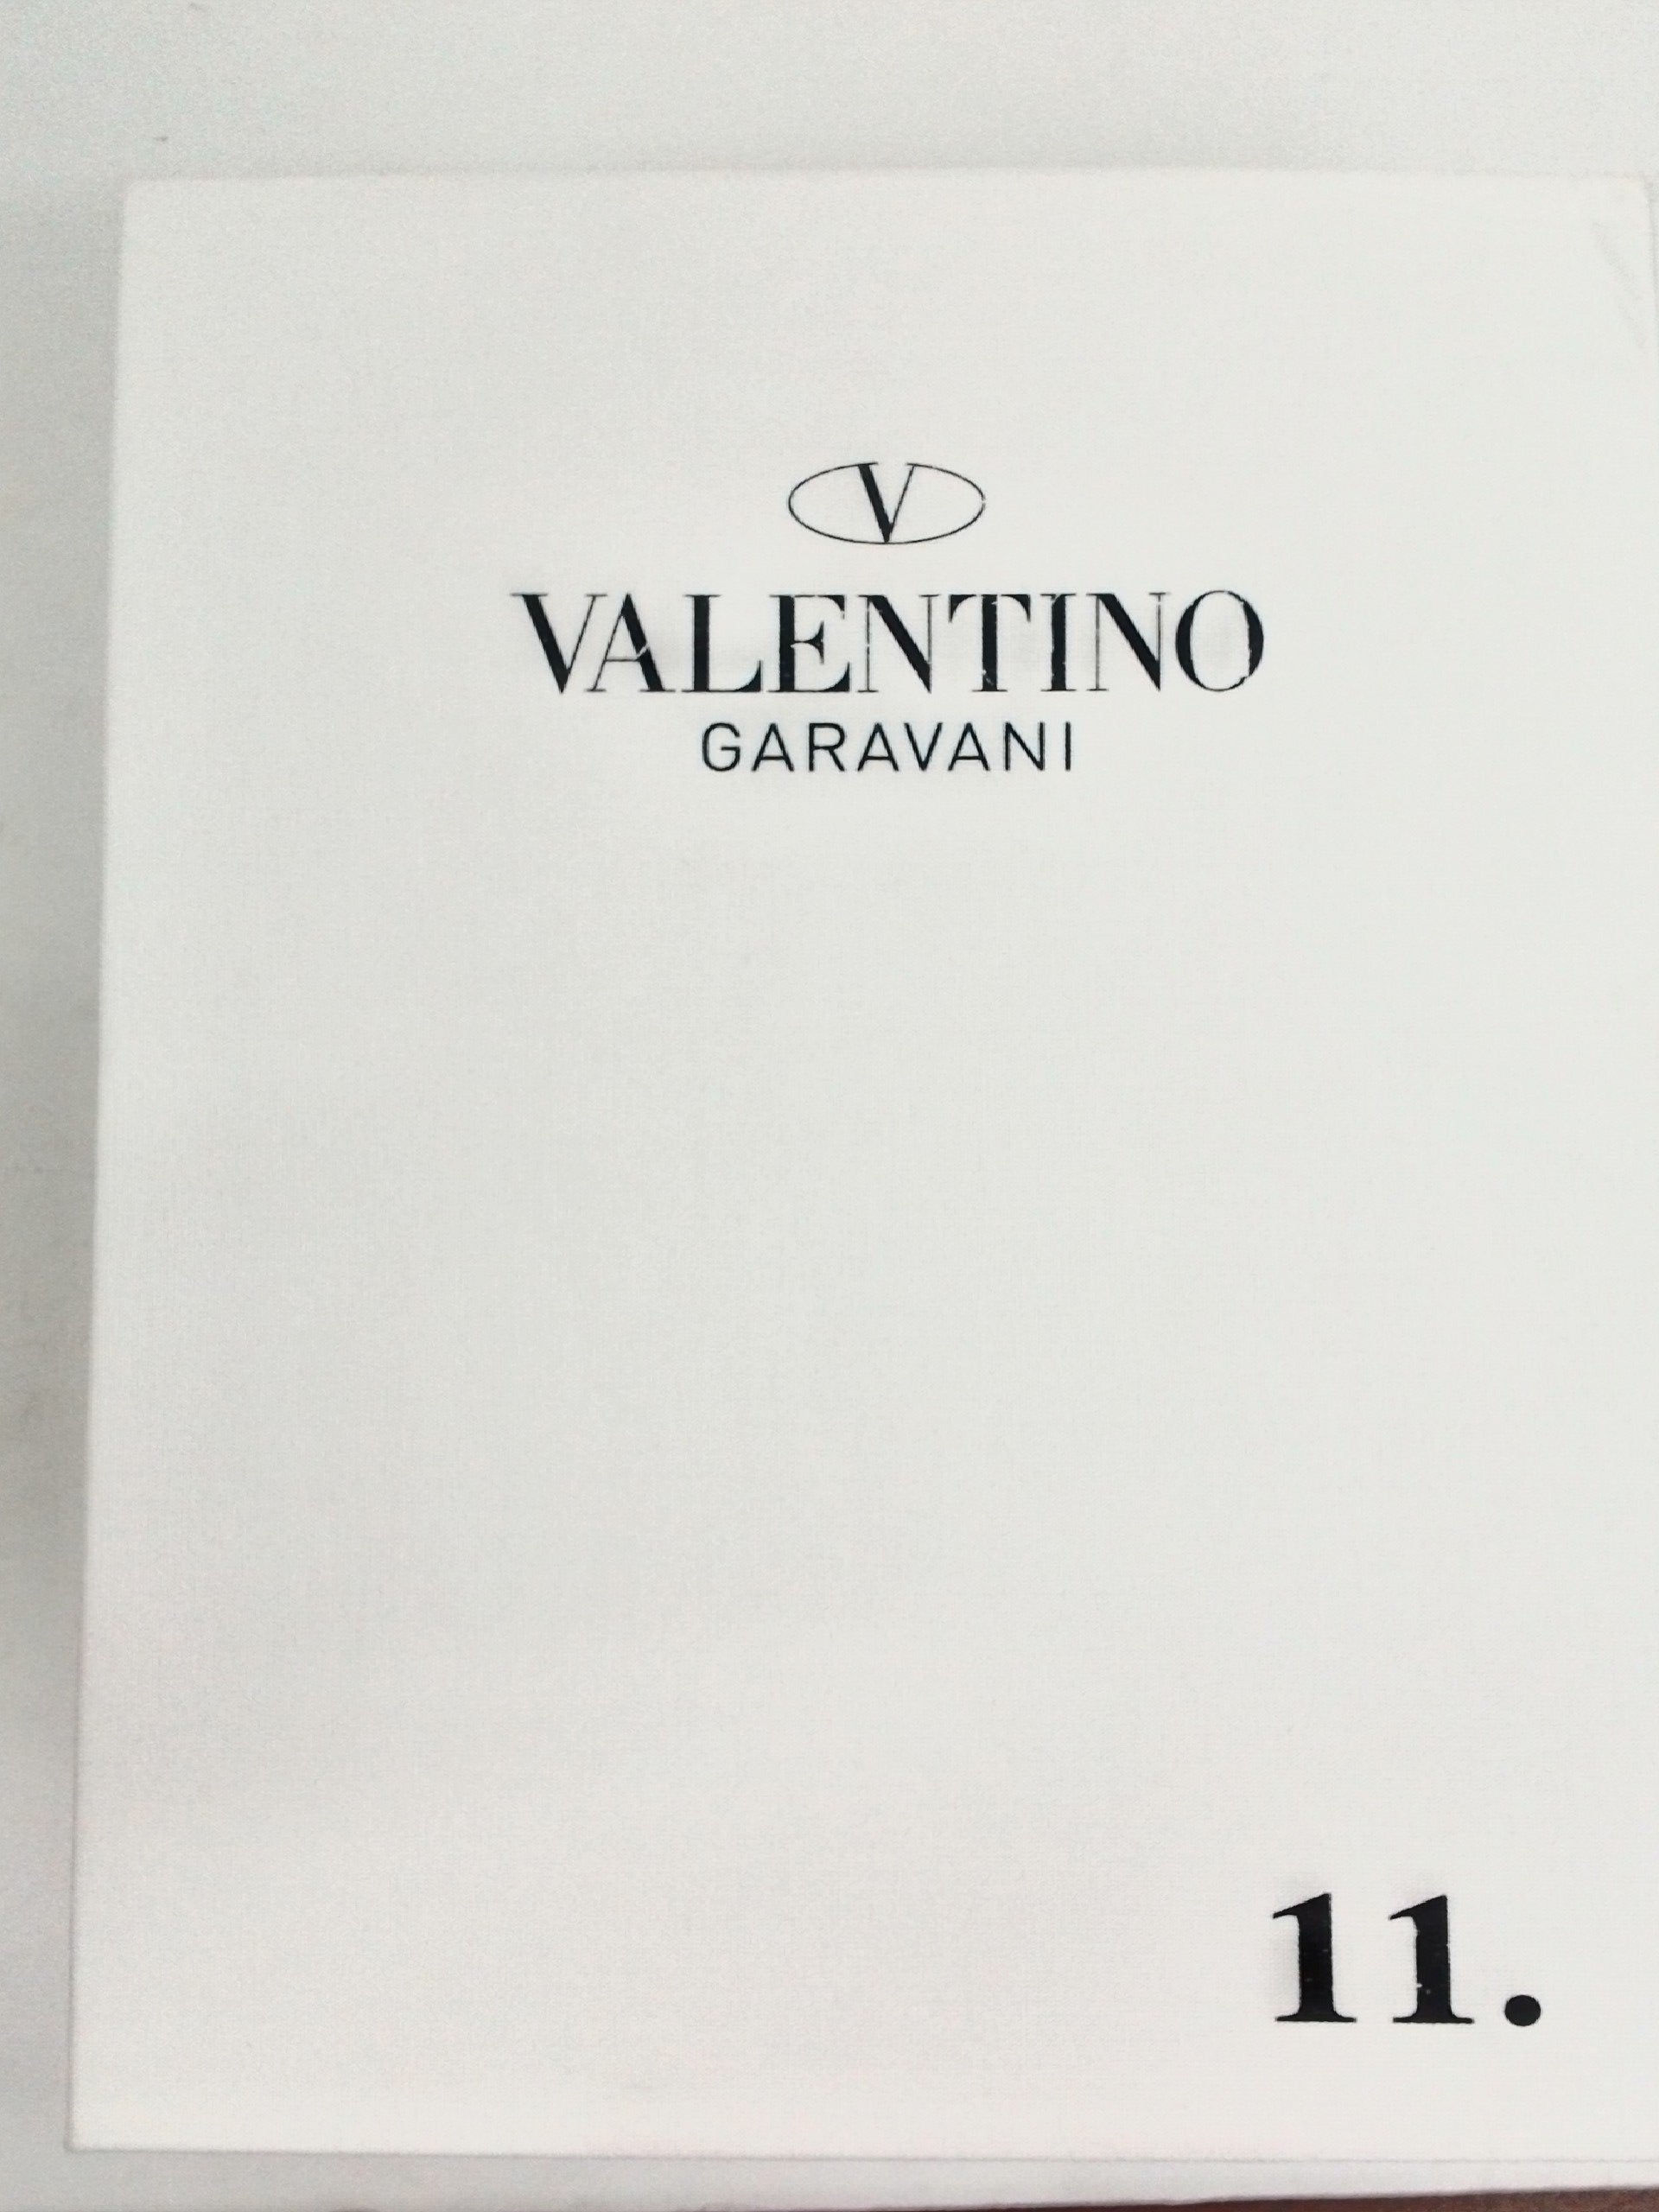 V
VALENTINO
GARAVANI
11.